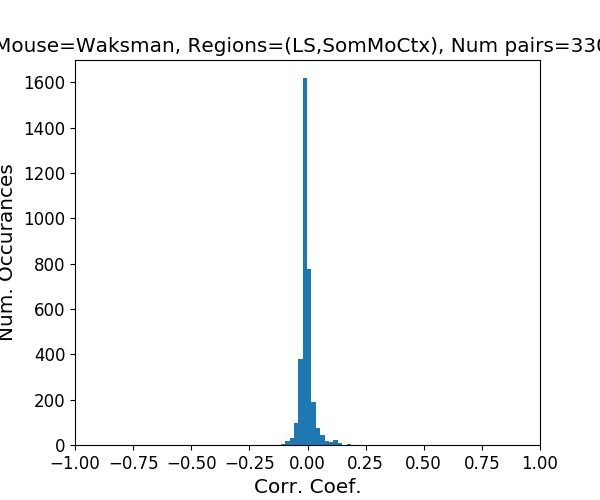 Mouse=Waksman, Regions=(LS,SomMoCtx), Num pairs=330
1600
1400
1200
1000
800
600
400
200
0
Num. Occurances
−1.00 −0.75 −0.50 −0.25 0.00 0.25 0.50 0.75 1.00
Corr. Coef.